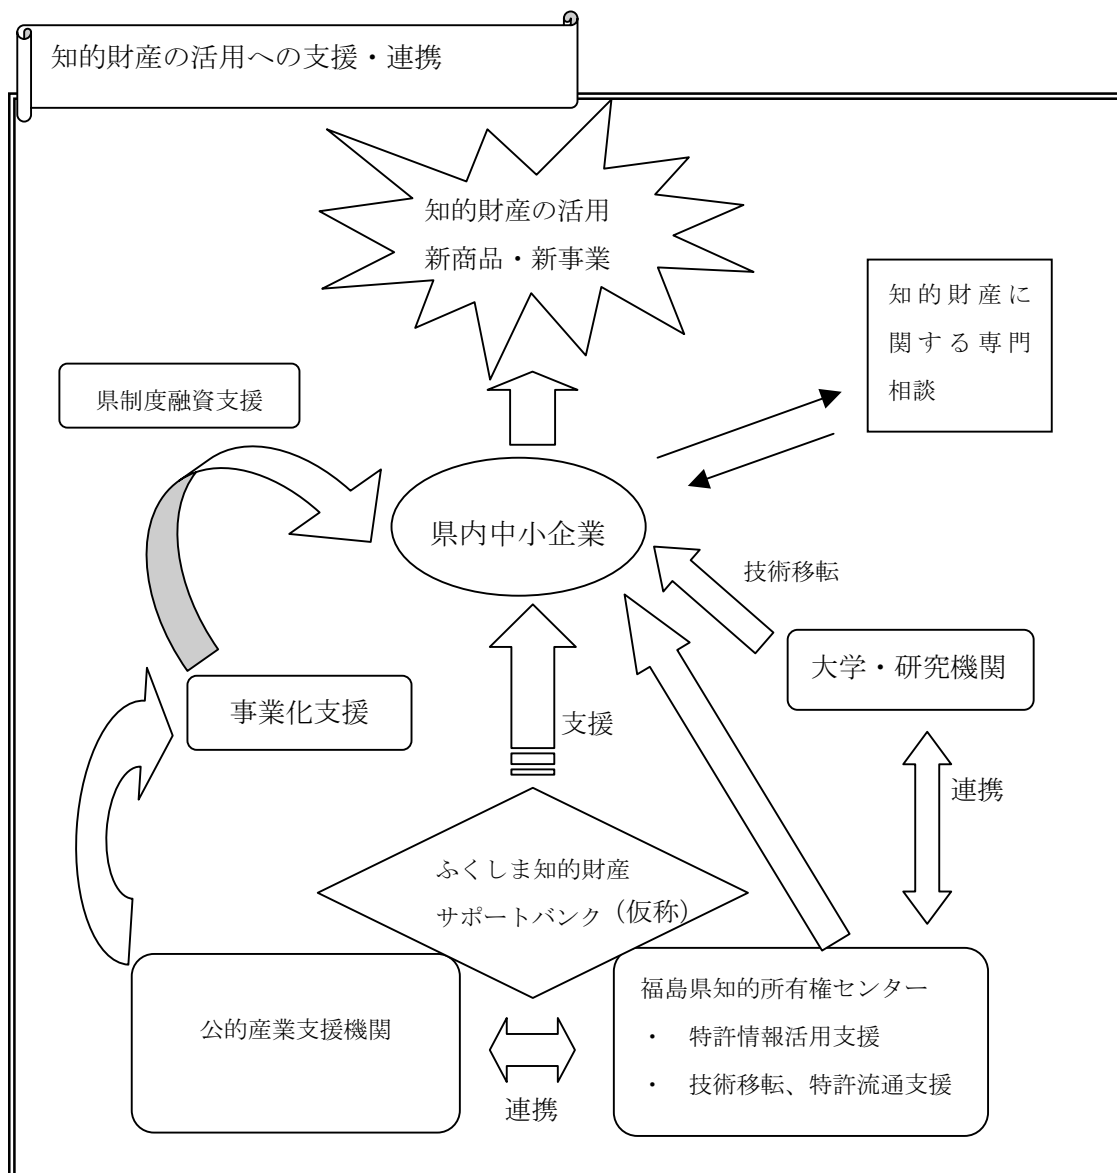 知的財産の活用への支援・連携
知的財産の活用
新商品・新事業
知的財産に
関する専門
相談
県制度融資支援
県内中小企業
技術移転
大学・研究機関
事業化支援
支援
連携
ふくしま知的財産
サポートバンク（仮称）
公的産業支援機関
福島県知的所有権センター
・　特許情報活用支援
・　技術移転、特許流通支援
連携